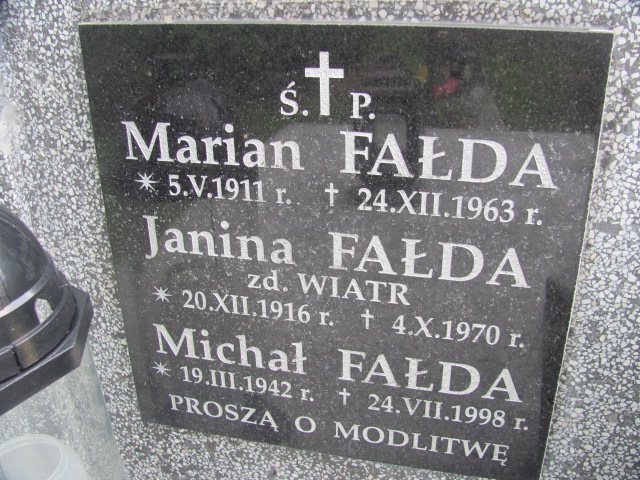 Ś. P.
Marian FAŁDA
* 5.V.1911 r. † 24.XII.1963 r.
Janina FAŁDA
zd. WIATR
* 20.XII.1916 r. † 4.X.1970 r.
Michał FAŁDA
* 19.III.1942 r. † 24.VII.1998 r.
PROSZĄ O MODLITWĘ